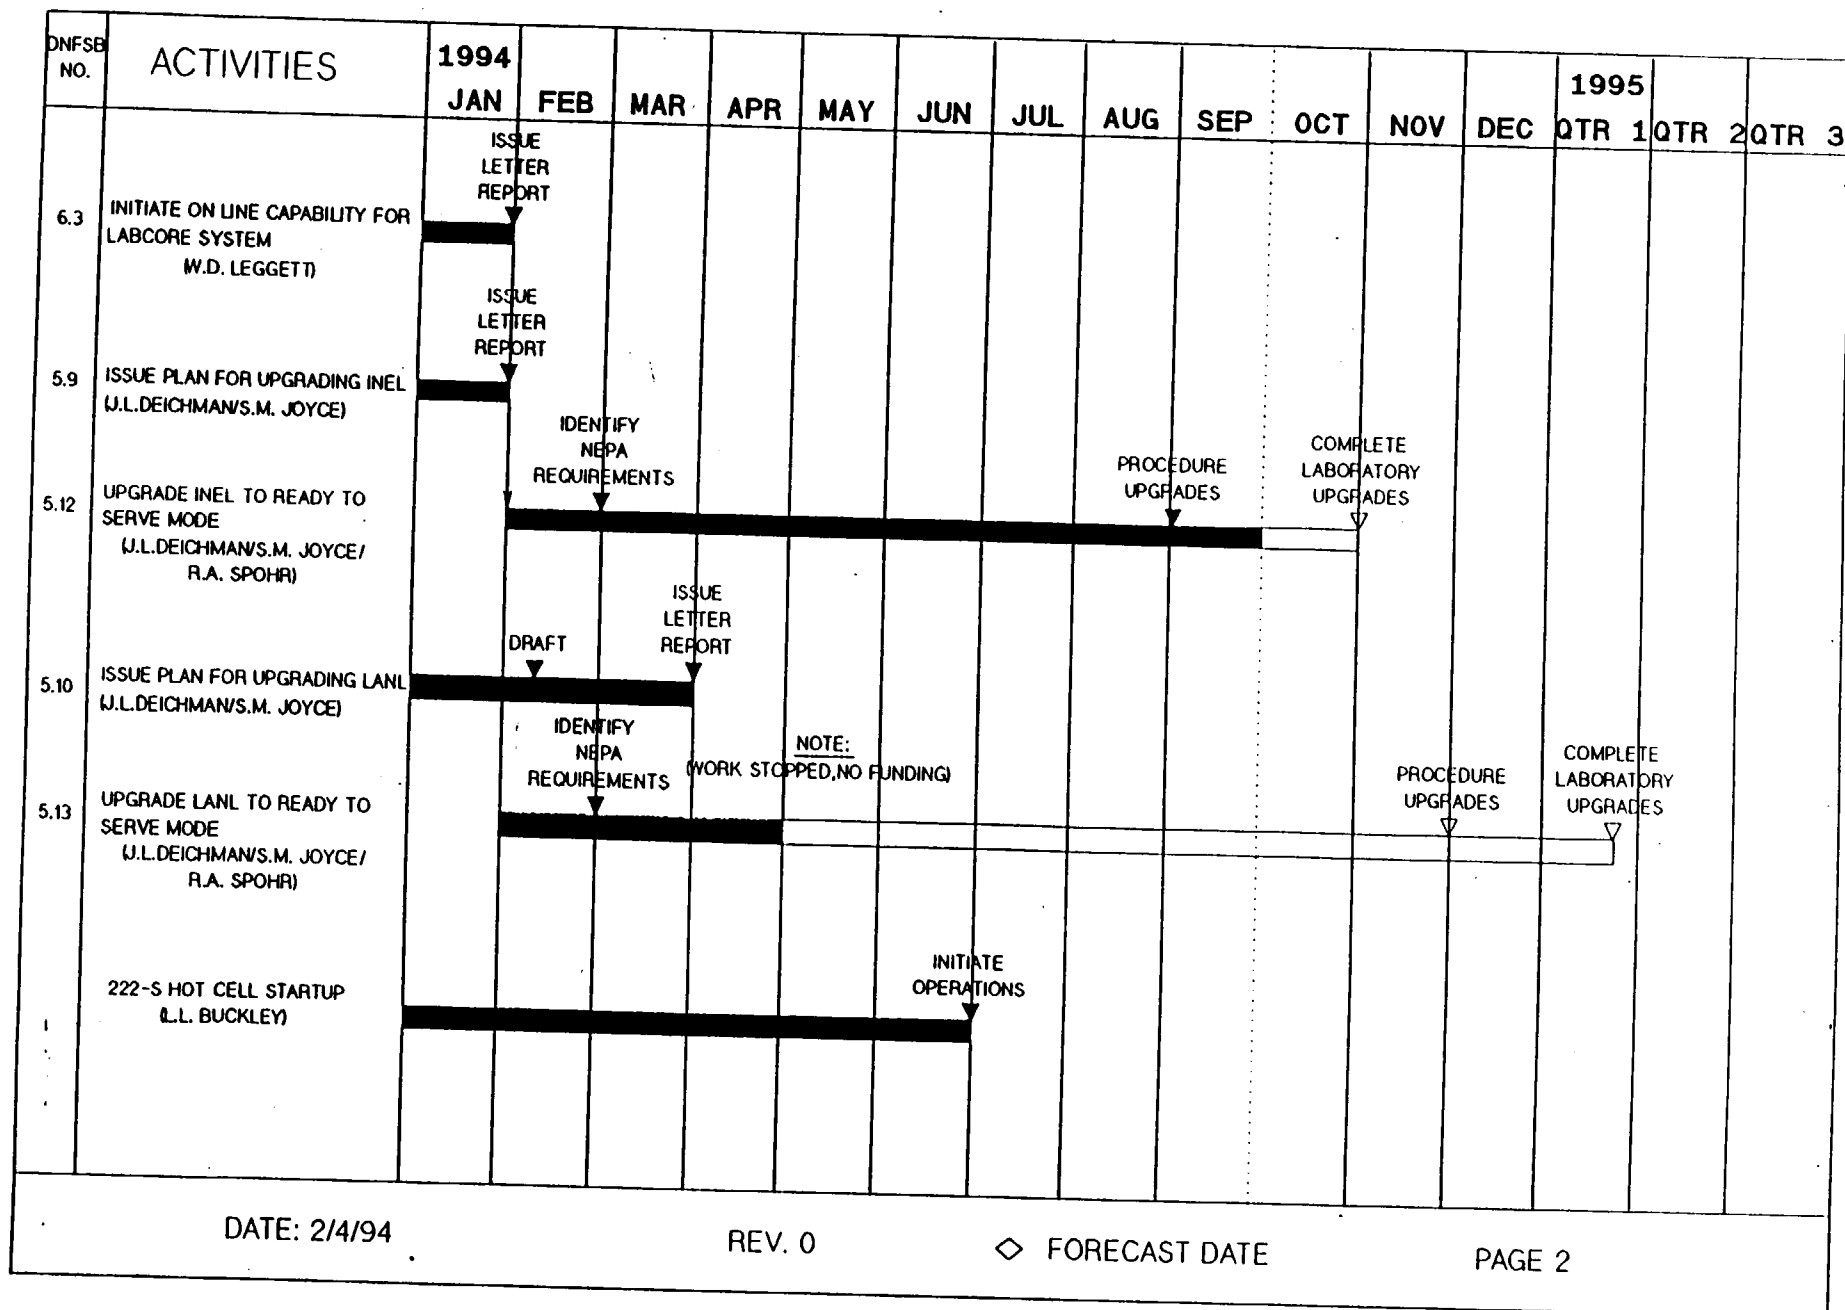 DNFSB
NO.
ACTIVITIES
1994
JAN FEB MAR APR MAY JUN JUL AUG SEP OCT NOV DEC
1995
QTR 1 QTR 2 QTR 3
ISSUE
LETTER
REPORT
6.3
INITIATE ON LINE CAPABILITY FOR
LABCORE SYSTEM
(W.D. LEGGETT)
ISSUE
LETTER
REPORT
5.9
ISSUE PLAN FOR UPGRADING INEL
(J.L.DEICHMAN/S.M. JOYCE)
IDENTIFY
NEPA
REQUIREMENTS
PROCEDURE
UPGRADES
COMPLETE
LABORATORY
UPGRADES
5.12
UPGRADE INEL TO READY TO
SERVE MODE
(J.L.DEICHMAN/S.M. JOYCE/
R.A. SPOHR)
DRAFT
ISSUE
LETTER
REPORT
5.10
ISSUE PLAN FOR UPGRADING LANL
(J.L.DEICHMAN/S.M. JOYCE)
IDENTIFY
NEPA
REQUIREMENTS
NOTE:
(WORK STOPPED,NO FUNDING)
PROCEDURE
UPGRADES
COMPLETE
LABORATORY
UPGRADES
5.13
UPGRADE LANL TO READY TO
SERVE MODE
(J.L.DEICHMAN/S.M. JOYCE/
R.A. SPOHR)
INITIATE
OPERATIONS
222-S HOT CELL STARTUP
(L.L. BUCKLEY)
DATE: 2/4/94
REV. 0
◇ FORECAST DATE
PAGE 2